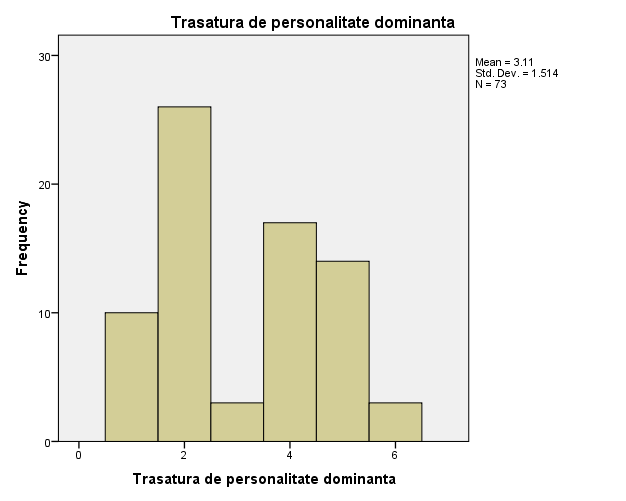 Trasatura de personalitate dominanta
Mean = 3.11
Std. Dev. = 1.514
N = 73
30
20
10
0
Frequency
0 2 4 6
Trasatura de personalitate dominanta